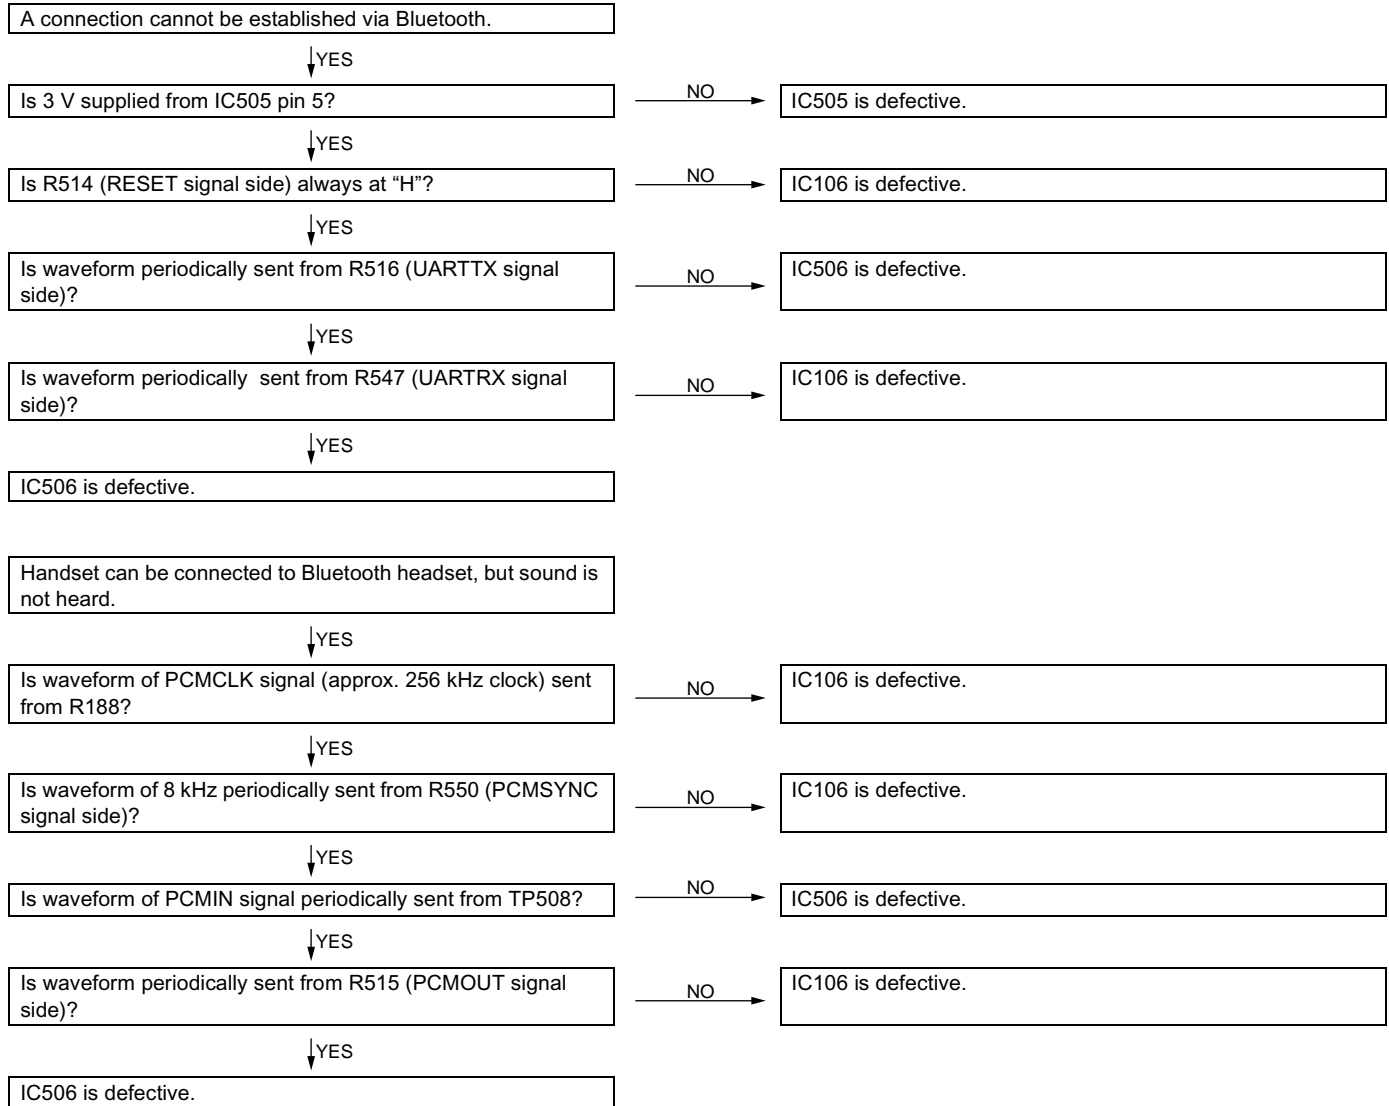 A connection cannot be established via Bluetooth.
YES
Is 3 V supplied from IC505 pin 5?
NO
IC505 is defective.
YES
Is R514 (RESET signal side) always at “H”?
NO
IC106 is defective.
YES
Is waveform periodically sent from R516 (UARTTX signal
side)?
NO
IC506 is defective.
YES
Is waveform periodically  sent from R547 (UARTRX signal
side)?
NO
IC106 is defective.
YES
IC506 is defective.
Handset can be connected to Bluetooth headset, but sound is
not heard.
YES
Is waveform of PCMCLK signal (approx. 256 kHz clock) sent
from R188?
NO
IC106 is defective.
YES
Is waveform of 8 kHz periodically sent from R550 (PCMSYNC
signal side)?
NO
IC106 is defective.
YES
Is waveform of PCMIN signal periodically sent from TP508?
NO
IC506 is defective.
YES
Is waveform periodically sent from R515 (PCMOUT signal
side)?
NO
IC106 is defective.
YES
IC506 is defective.